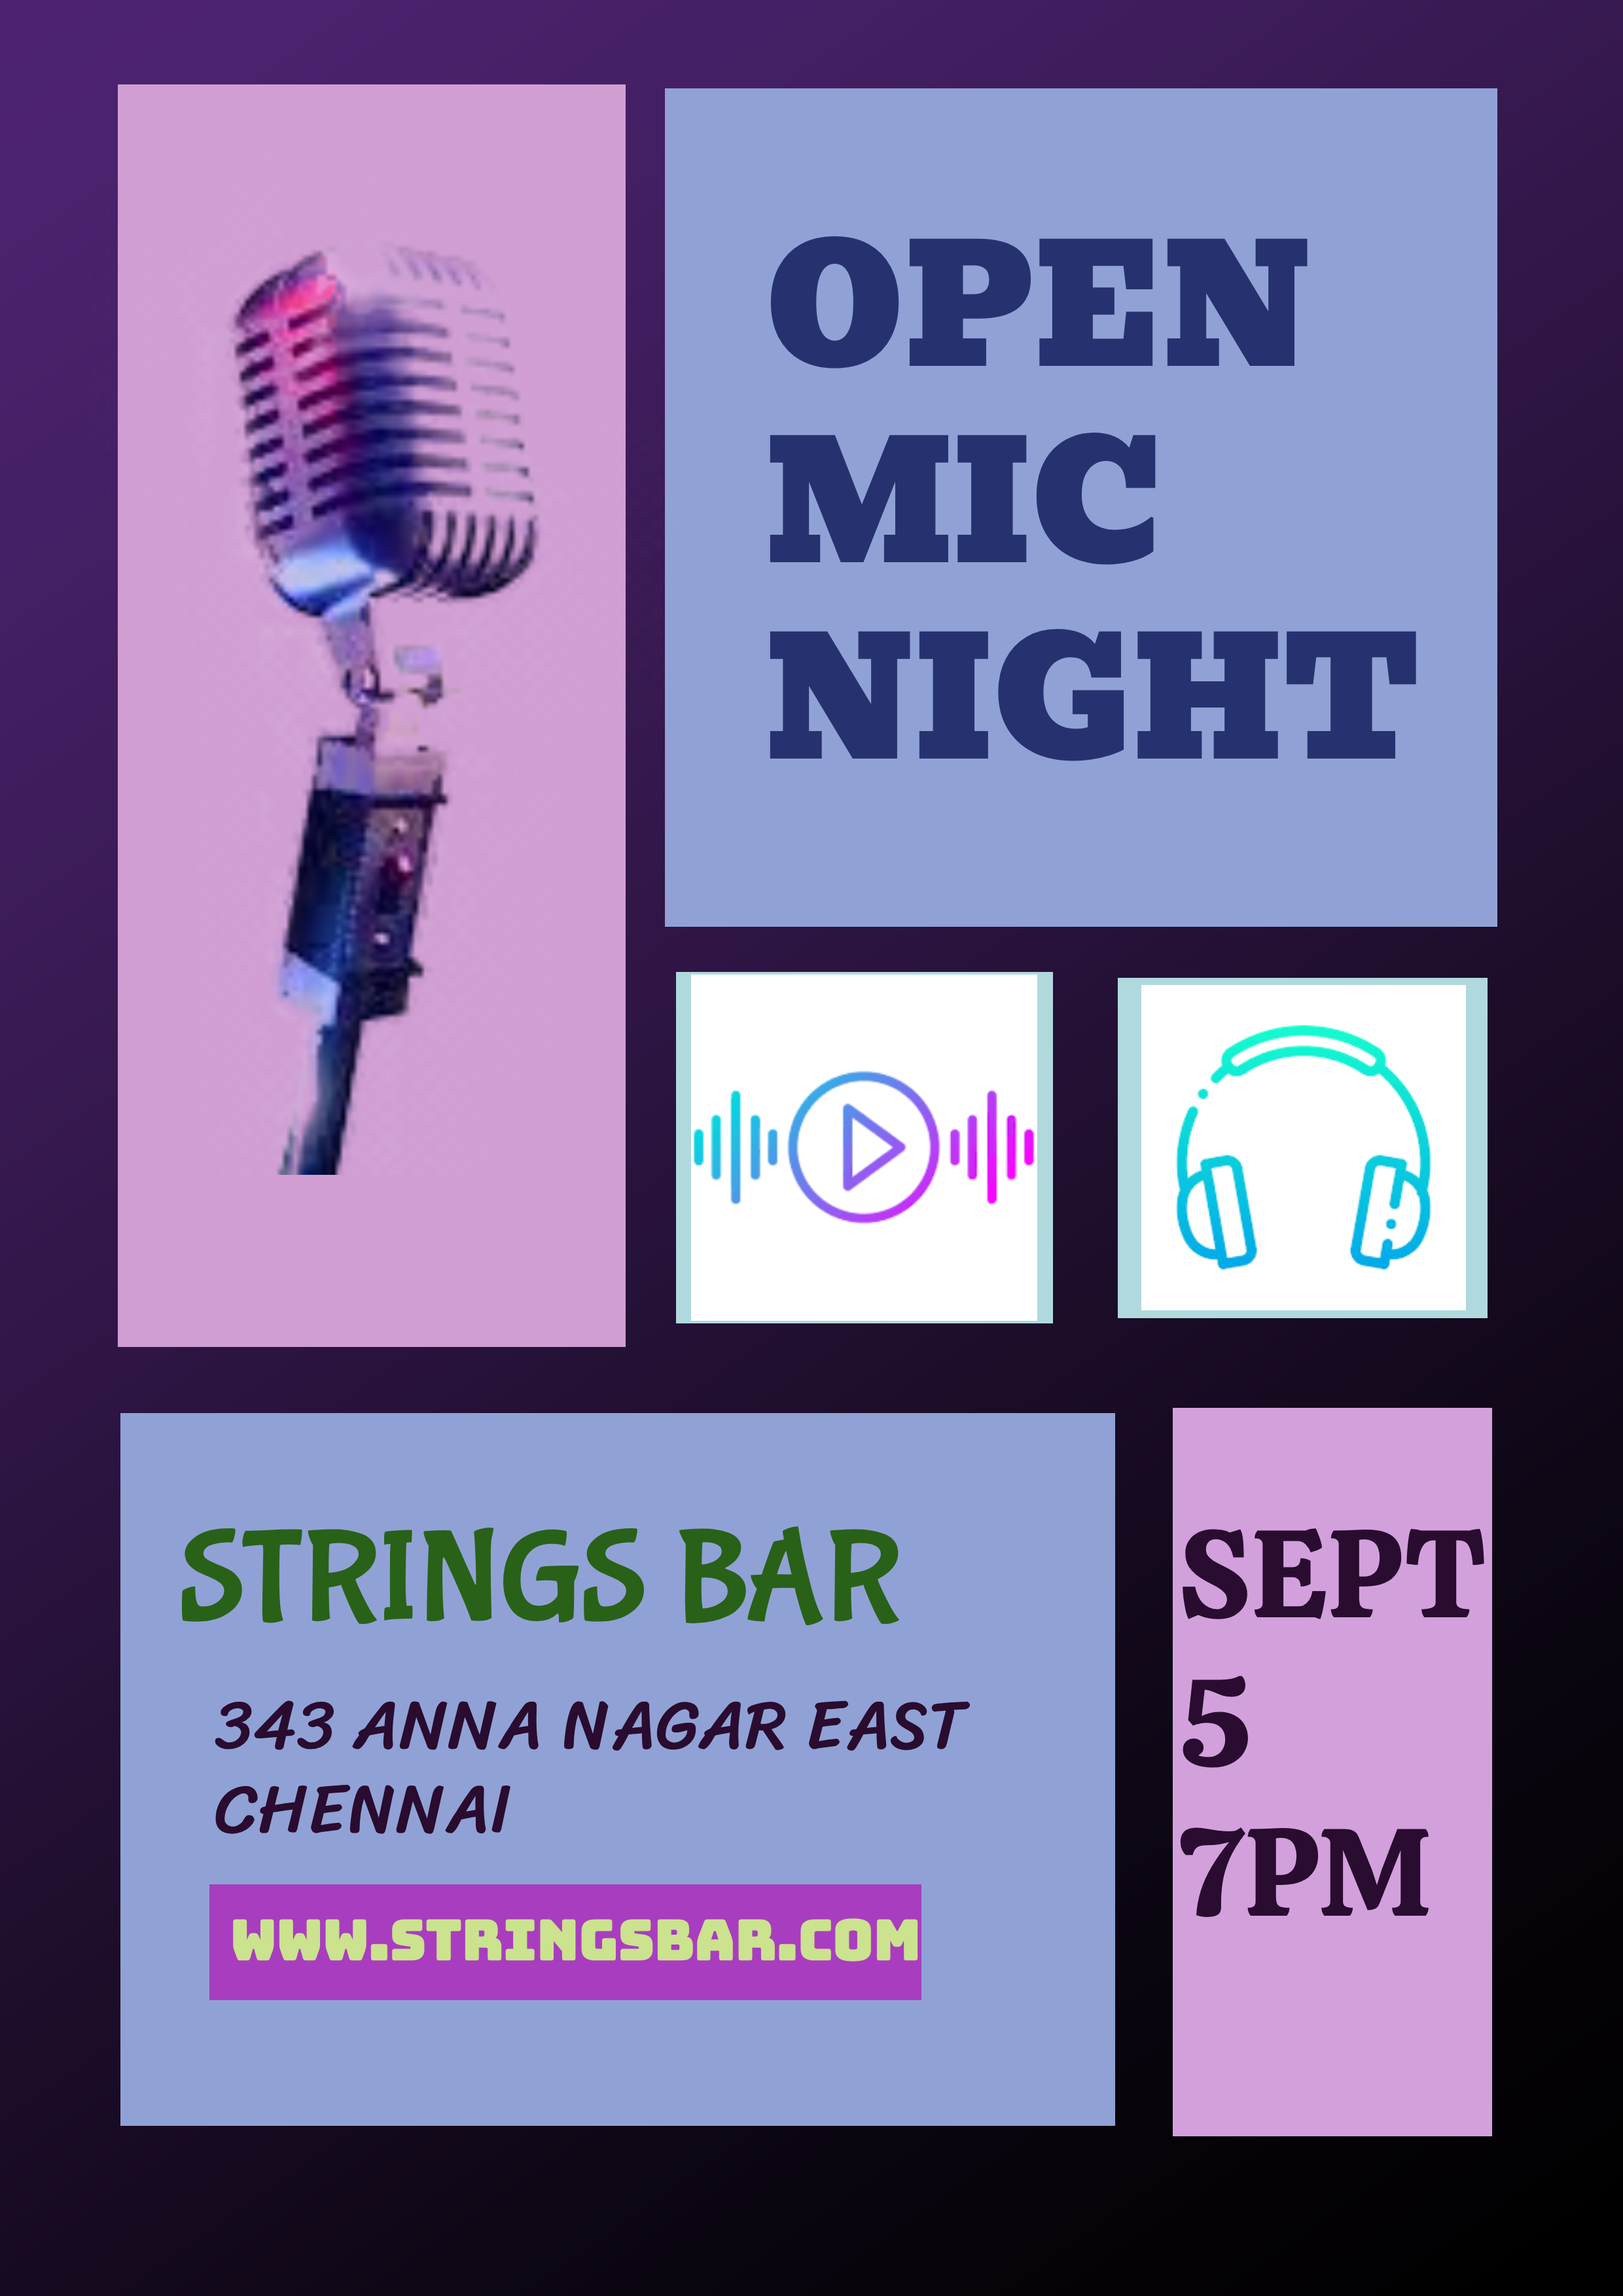 OPEN
MIC
NIGHT
STRINGS BAR
343 ANNA NAGAR EAST
CHENNAI
WWW.STRINGSBAR.COM
SEPT
5
7PM